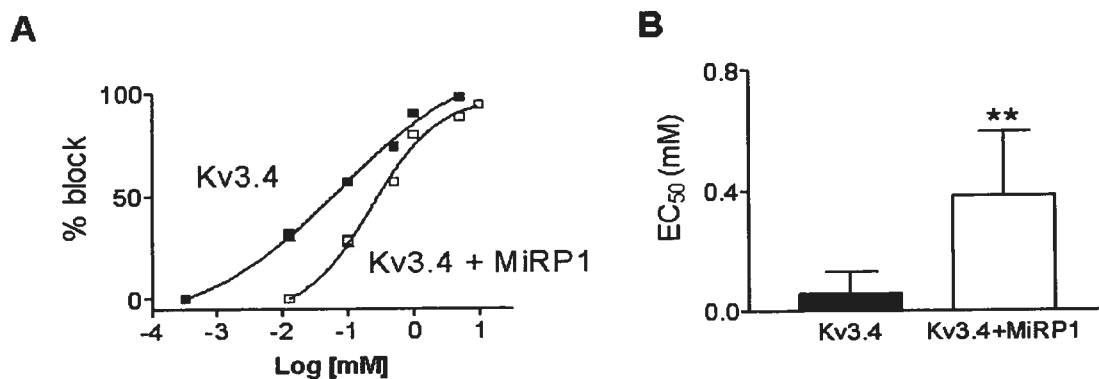 A
% block
100
50
0
Kv3.4
Kv3.4 + MiRP1
-4 -3 -2 -1 0 1
Log [mM]
B
EC50 (mM)
0.8
0.4
0.0
**
Kv3.4 Kv3.4+MiRP1